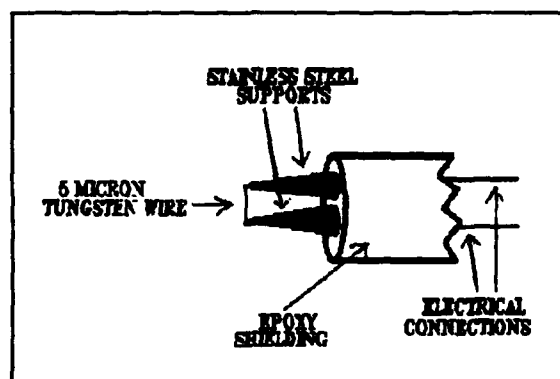 STAINLESS STEEL
SUPPORTS
5 MICRON
TUNGSTEN WIRE
EPOXY
SHIELDING
ELECTRICAL
CONNECTIONS